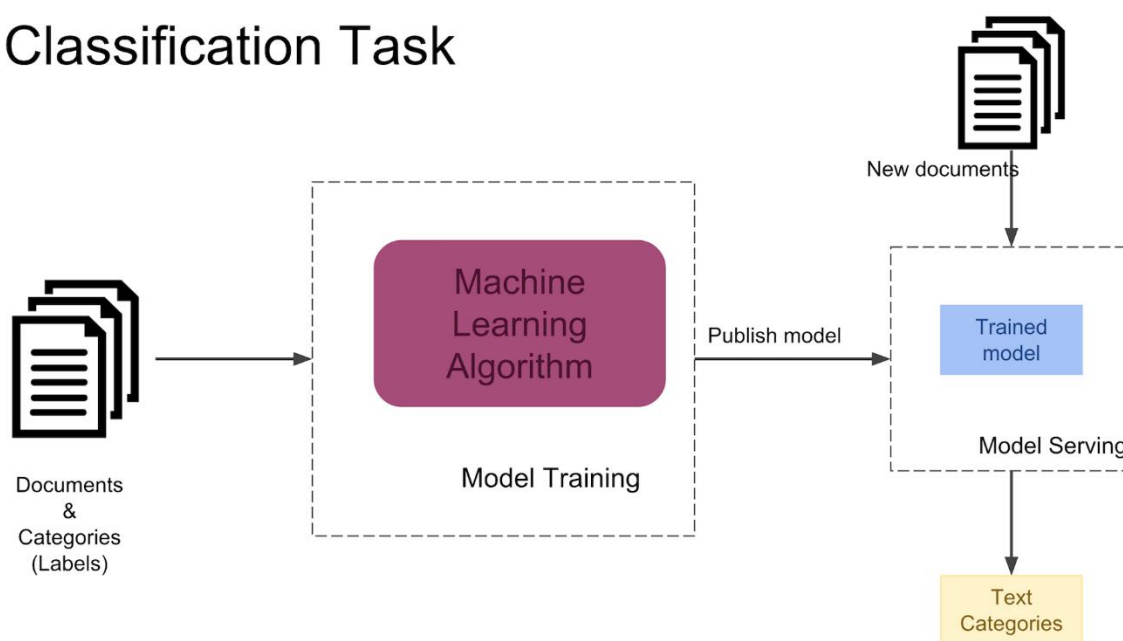 Classification Task
New documents
Machine
Learning
Algorithm
Publish model
Trained
model
Model Training
Model Serving
Documents
&
Categories
(Labels)
Text
Categories